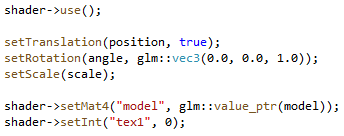 shader->use();
setTranslation(position, true);
setRotation(angle, glm::vec3(0.0, 0.0, 1.0));
setScale(scale);
shader->setMat4("model", glm::value_ptr(model));
shader->setInt("tex1", 0);